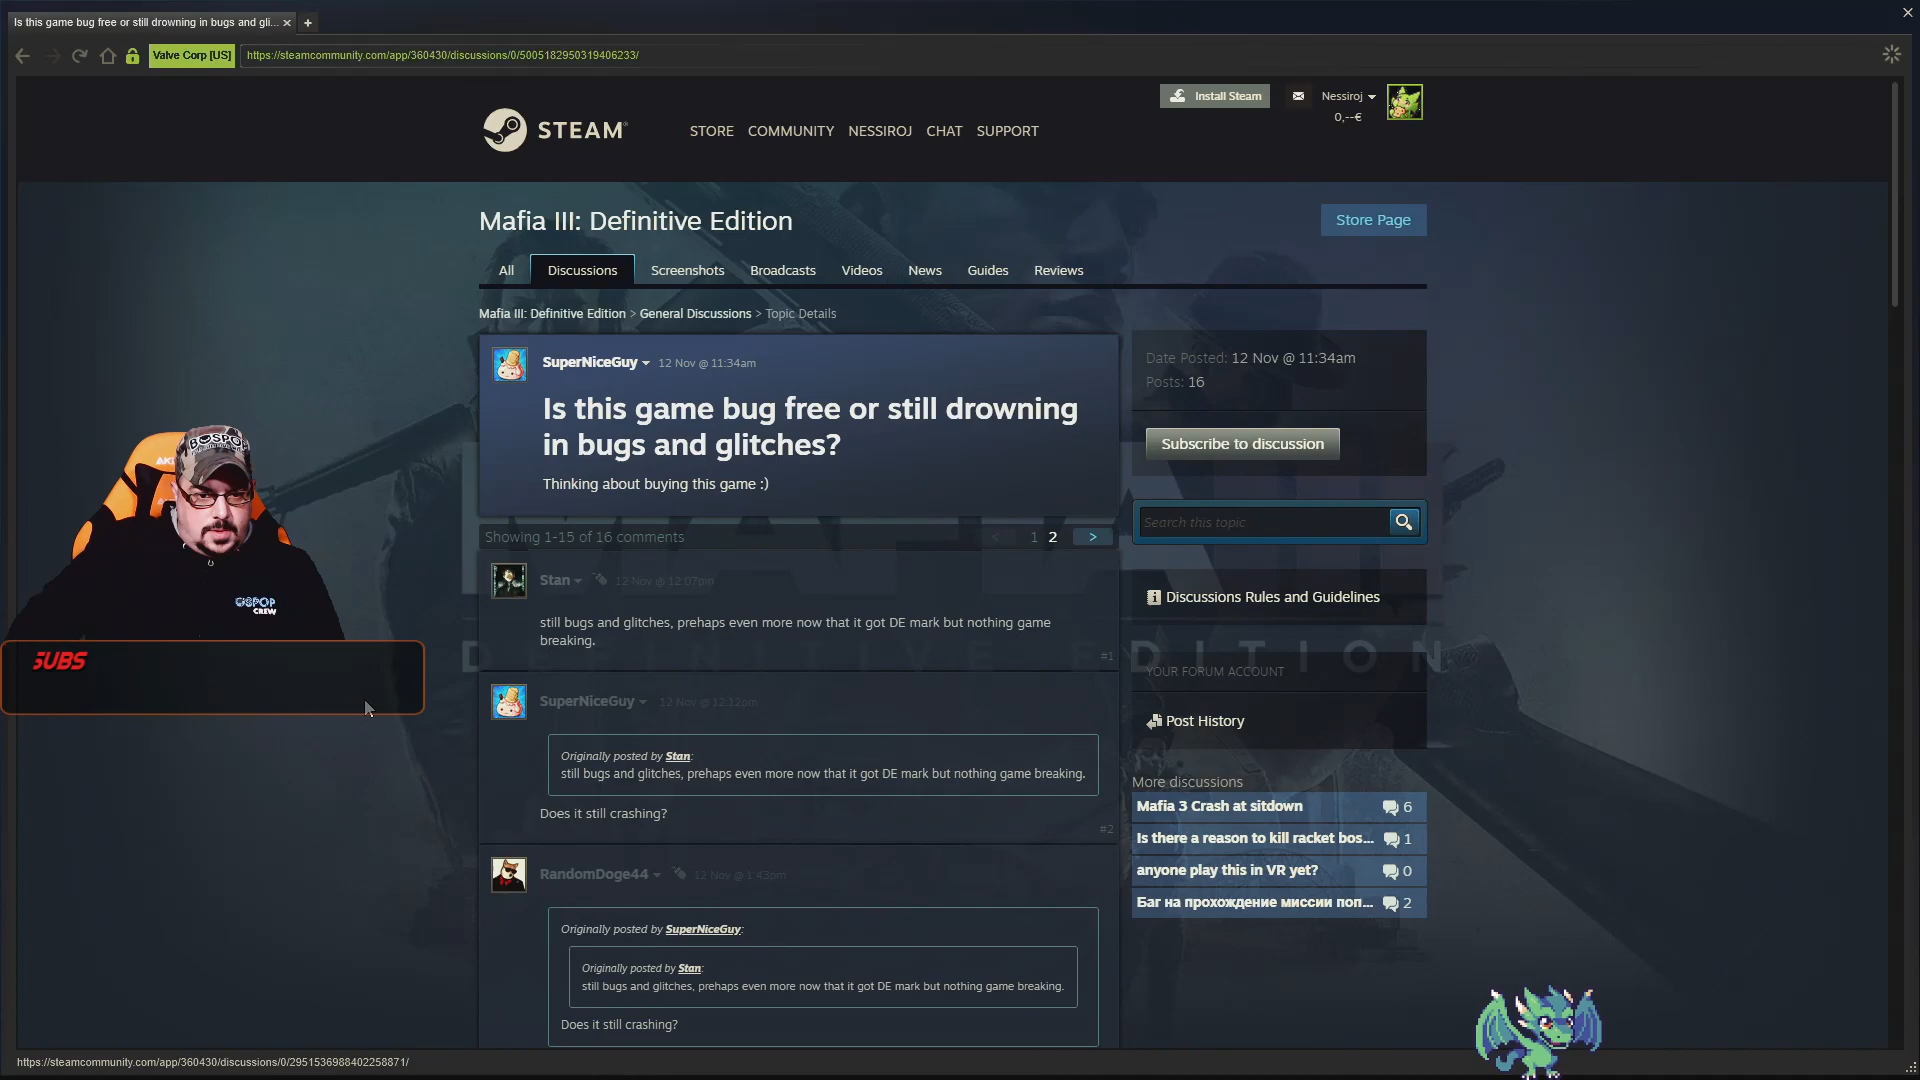 Is this game bug free or still drowning in bugs and gli...
Valve Corp [US]
https://steamcommunity.com/app/360430/discussions/0/5005182950319406233/
Install Steam
Nessiroj
0,--€
STEAM
STORE COMMUNITY NESSIROJ CHAT SUPPORT
Mafia III: Definitive Edition
Store Page
All Discussions Screenshots Broadcasts Videos News Guides Reviews
Mafia III: Definitive Edition > General Discussions > Topic Details
SuperNiceGuy 12 Nov @ 11:34am
Is this game bug free or still drowning
in bugs and glitches?
Thinking about buying this game :)
Date Posted: 12 Nov @ 11:34am
Posts: 16
Subscribe to discussion
Search this topic
Showing 1-15 of 16 comments
< 1 2 >
Stan 12 Nov @ 12:07pm
still bugs and glitches, prehaps even more now that it got DE mark but nothing game
breaking.
#1
SuperNiceGuy 12 Nov @ 12:12pm
Originally posted by Stan:
still bugs and glitches, prehaps even more now that it got DE mark but nothing game breaking.
Does it still crashing?
#2
RandomDoge44 12 Nov @ 1:43pm
Originally posted by SuperNiceGuy:
Originally posted by Stan:
still bugs and glitches, prehaps even more now that it got DE mark but nothing game breaking.
Does it still crashing?
Discussions Rules and Guidelines
DEFINITIVE EDITION
YOUR FORUM ACCOUNT
Post History
More discussions
Mafia 3 Crash at sitdown 6
Is there a reason to kill racket bos... 1
anyone play this in VR yet? 0
Баг на прохождение миссии поп... 2
BOSPOP
BOSPOP
CREW
SUBS
https://steamcommunity.com/app/360430/discussions/0/2951536988402258871/